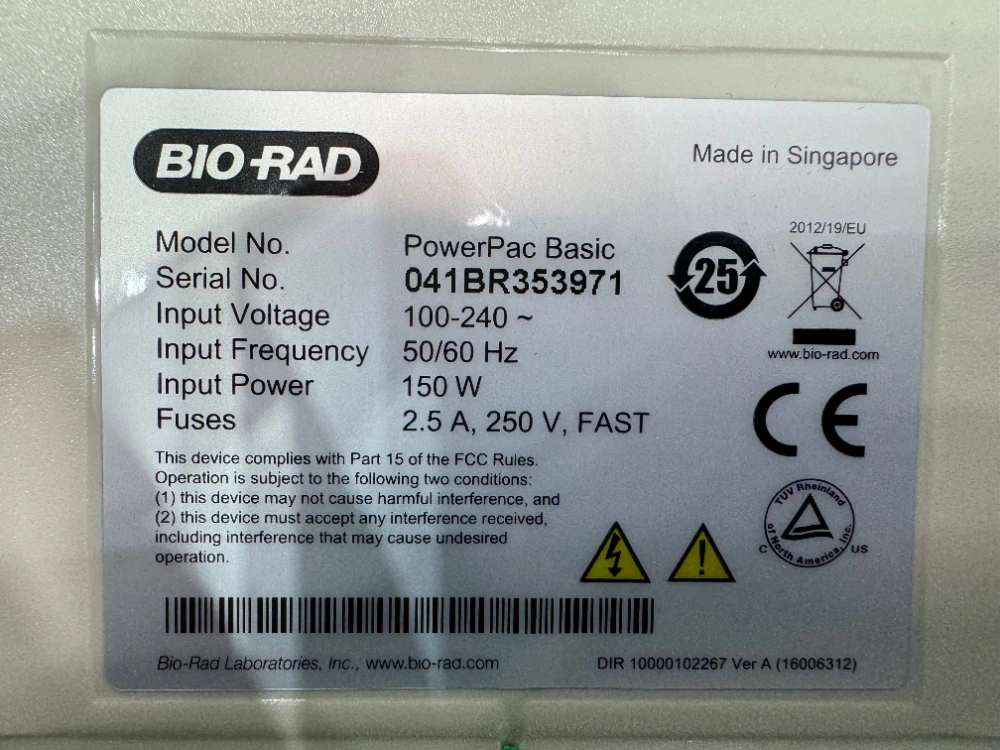 BIO-RAD
Made in Singapore
Model No. PowerPac Basic
Serial No. 041BR353971
Input Voltage 100-240 ~
Input Frequency 50/60 Hz
Input Power 150 W
Fuses 2.5 A, 250 V, FAST
25
2012/19/EU
www.bio-rad.com
CE
This device complies with Part 15 of the FCC Rules.
Operation is subject to the following two conditions:
(1) this device may not cause harmful interference, and
(2) this device must accept any interference received,
including interference that may cause undesired
operation.
TUV Rheinland
of North America, Inc.
C US
Bio-Rad Laboratories, Inc., www.bio-rad.com
DIR 10000102267 Ver A (16006312)